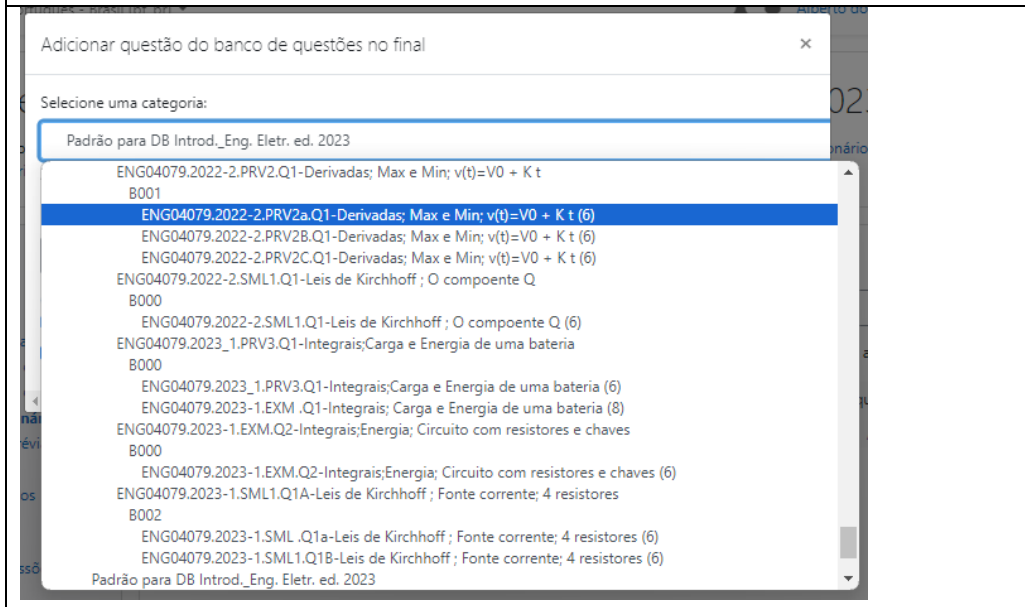 Português - Brasil (pt_br)
Alberto do
Adicionar questão do banco de questões no final
×
Selecione uma categoria:
02
Padrão para DB Introd._Eng. Eletr. ed. 2023
nário
ENG04079.2022-2.PRV2.Q1-Derivadas; Max e Min; v(t)=V0 + K t
B001
ENG04079.2022-2.PRV2a.Q1-Derivadas; Max e Min; v(t)=V0 + K t (6)
ENG04079.2022-2.PRV2B.Q1-Derivadas; Max e Min; v(t)=V0 + K t (6)
ENG04079.2022-2.PRV2C.Q1-Derivadas; Max e Min; v(t)=V0 + K t (6)
ENG04079.2022-2.SML1.Q1-Leis de Kirchhoff ; O compoente Q
B000
ENG04079.2022-2.SML1.Q1-Leis de Kirchhoff ; O compoente Q (6)
ENG04079.2023_1.PRV3.Q1-Integrais;Carga e Energia de uma bateria
B000
ENG04079.2023_1.PRV3.Q1-Integrais;Carga e Energia de uma bateria (6)
ENG04079.2023-1.EXM .Q1-Integrais; Carga e Energia de uma bateria (8)
ENG04079.2023-1.EXM.Q2-Integrais;Energia; Circuito com resistores e chaves
B000
ENG04079.2023-1.EXM.Q2-Integrais;Energia; Circuito com resistores e chaves (6)
ENG04079.2023-1.SML1.Q1A-Leis de Kirchhoff ; Fonte corrente; 4 resistores
B002
ENG04079.2023-1.SML .Q1a-Leis de Kirchhoff ; Fonte corrente; 4 resistores (6)
ENG04079.2023-1.SML1.Q1B-Leis de Kirchhoff ; Fonte corrente; 4 resistores (6)
Padrão para DB Introd._Eng. Eletr. ed. 2023